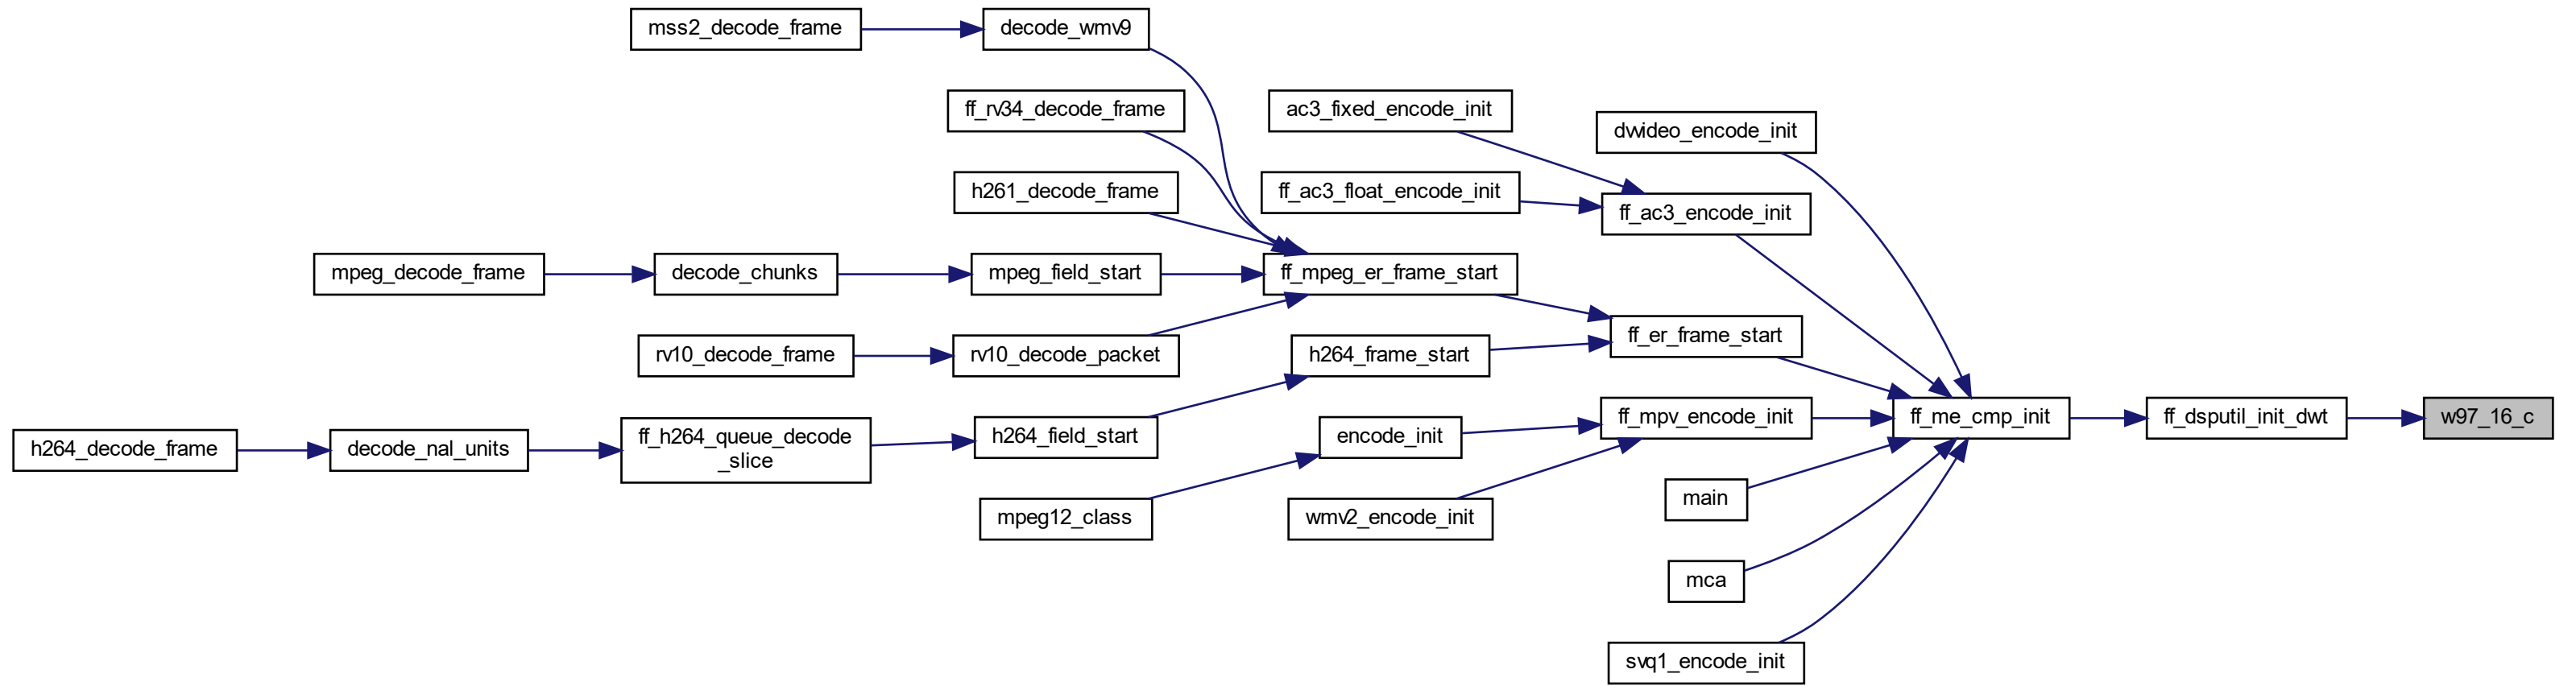 mss2_decode_frame
decode_wmv9
ff_rv34_decode_frame
ac3_fixed_encode_init
dvvideo_encode_init
h261_decode_frame
ff_ac3_float_encode_init
ff_ac3_encode_init
mpeg_decode_frame
decode_chunks
mpeg_field_start
ff_mpeg_er_frame_start
ff_er_frame_start
rv10_decode_frame
rv10_decode_packet
h264_frame_start
ff_mpv_encode_init
ff_me_cmp_init
ff_dsputil_init_dwt
w97_16_c
h264_decode_frame
decode_nal_units
ff_h264_queue_decode
_slice
h264_field_start
encode_init
main
mpeg12_class
wmv2_encode_init
mca
svq1_encode_init